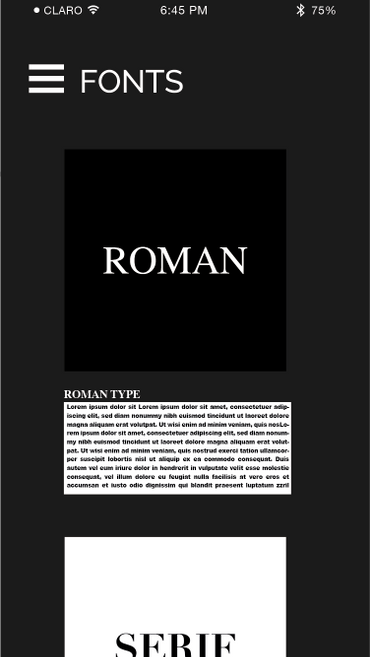 CLARO 6:45 PM 75%
FONTS
ROMAN
ROMAN TYPE
Lorem ipsum dolor sit Lorem ipsum dolor sit amet, consectetuer adip-
iscing elit, sed diam nonummy nibh euismod tincidunt ut laoreet dolore
magna aliquam erat volutpat. Ut wisi enim ad minim veniam, quis nosLo-
rem ipsum dolor sit amet, consectetuer adipiscing elit, sed diam nonum-
my nibh euismod tincidunt ut laoreet dolore magna aliquam erat volut-
pat. Ut wisi enim ad minim veniam, quis nostrud exerci tation ullamcor-
per suscipit lobortis nisl ut aliquip ex ea commodo consequat. Duis
autem vel eum iriure dolor in hendrerit in vulputate velit esse molestie
consequat, vel illum dolore eu feugiat nulla facilisis at vero eros et
accumsan et iusto odio dignissim qui blandit praesent luptatum zzril
SERIF